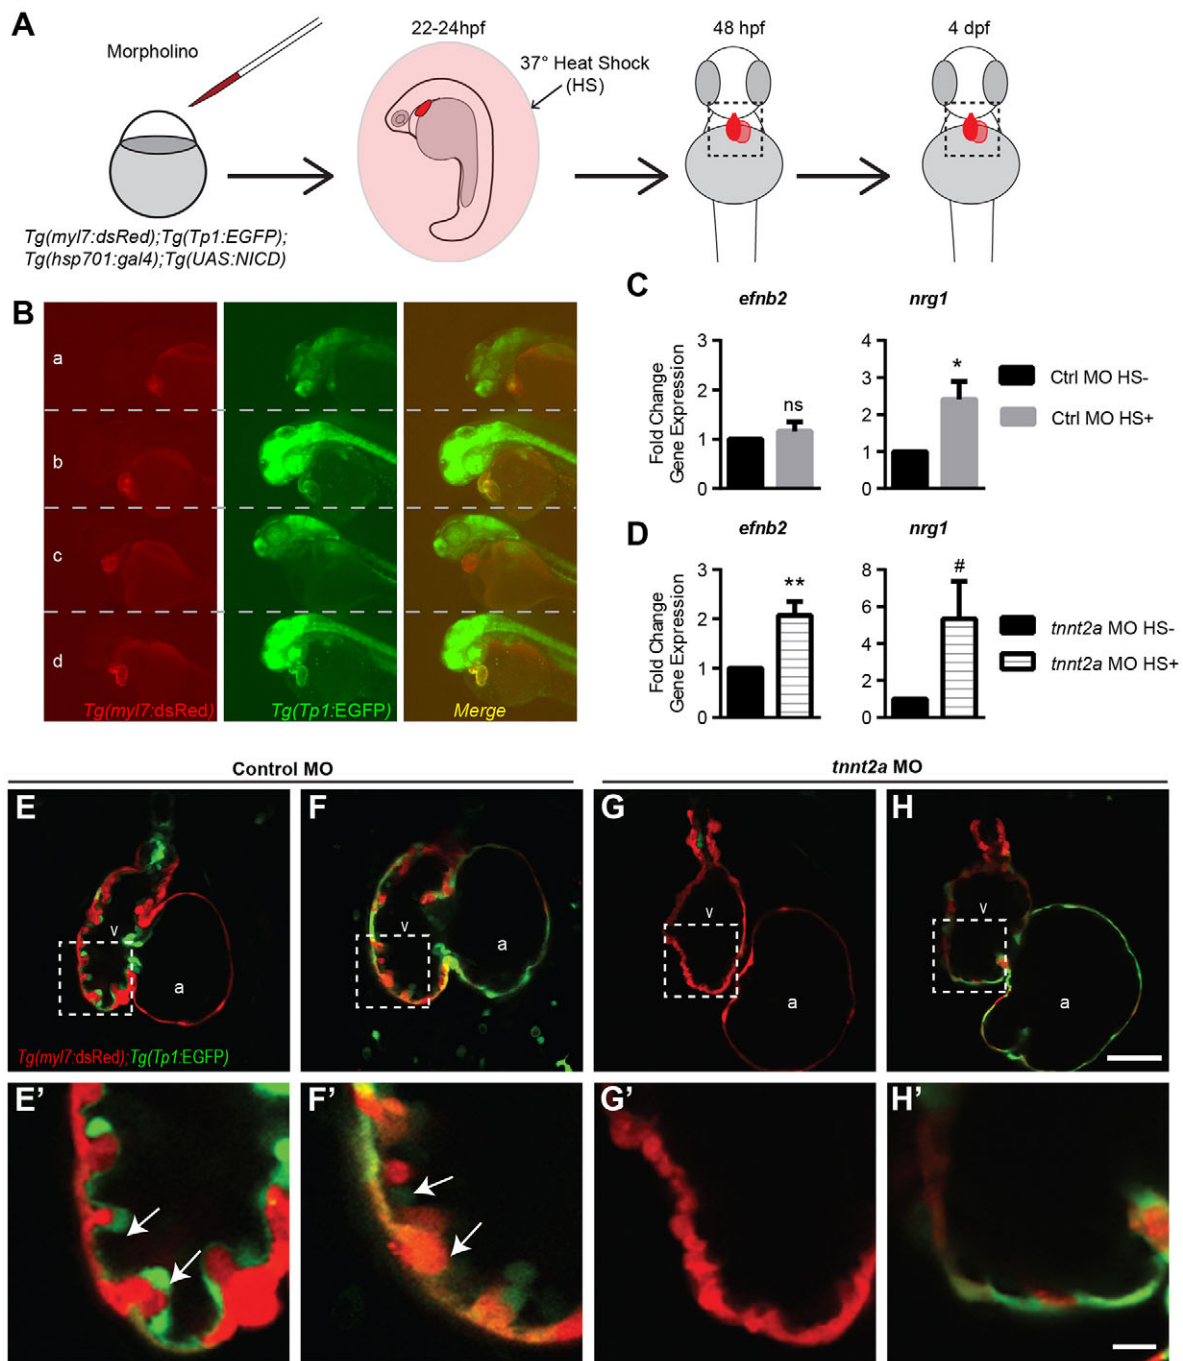 A
Morpholino
22-24hpf
37° Heat Shock
(HS)
48 hpf
4 dpf
Tg(myl7:dsRed);Tg(Tp1:EGFP);
Tg(hsp701:gal4);Tg(UAS:NICD)
B
a
b
c
d
Tg(myl7:dsRed)
Tg(Tp1:EGFP)
Merge
C
efnb2
nrg1
Fold Change
Gene Expression
3
2
1
0
ns
4
3
2
1
0
*
Ctrl MO HS-
Ctrl MO HS+
D
efnb2
nrg1
Fold Change
Gene Expression
3
2
1
0
**
8
6
4
2
0
#
tnnt2a MO HS-
tnnt2a MO HS+
Control MO
tnnt2a MO
E
v
a
Tg(myl7:dsRed);Tg(Tp1:EGFP)
F
v
a
G
v
a
H
v
a
E’
F’
G’
H’